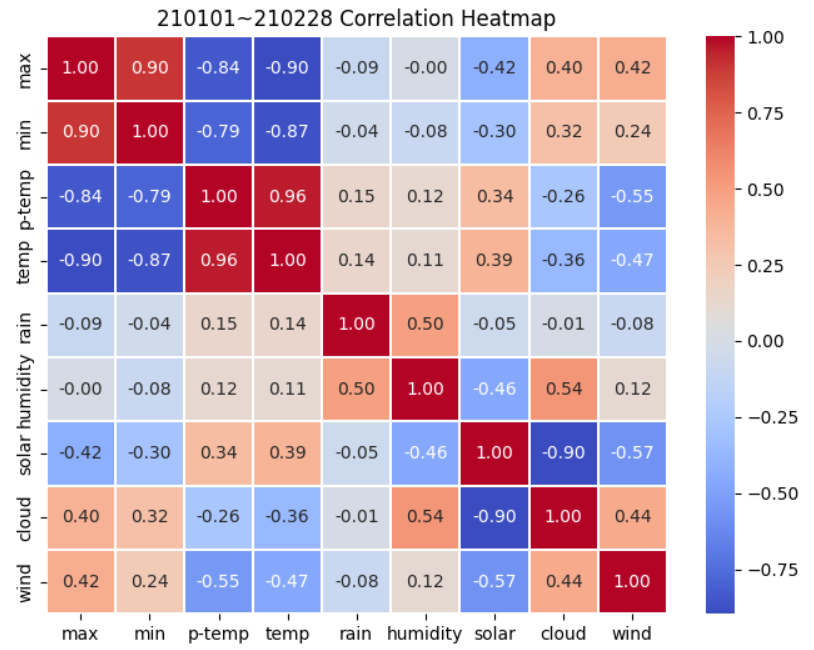 210101~210228 Correlation Heatmap
max 1.00 0.90 -0.84 -0.90 -0.09 -0.00 -0.42 0.40 0.42
min 0.90 1.00 -0.79 -0.87 -0.04 -0.08 -0.30 0.32 0.24
p-temp -0.84 -0.79 1.00 0.96 0.15 0.12 0.34 -0.26 -0.55
temp -0.90 -0.87 0.96 1.00 0.14 0.11 0.39 -0.36 -0.47
rain -0.09 -0.04 0.15 0.14 1.00 0.50 -0.05 -0.01 -0.08
humidity -0.00 -0.08 0.12 0.11 0.50 1.00 -0.46 0.54 0.12
solar -0.42 -0.30 0.34 0.39 -0.05 -0.46 1.00 -0.90 -0.57
cloud 0.40 0.32 -0.26 -0.36 -0.01 0.54 -0.90 1.00 0.44
wind 0.42 0.24 -0.55 -0.47 -0.08 0.12 -0.57 0.44 1.00
max min p-temp temp rain humidity solar cloud wind
1.00
0.75
0.50
0.25
0.00
−0.25
−0.50
−0.75